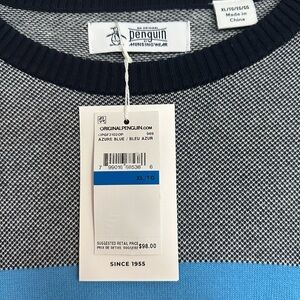 AN ORIGINAL
penguin
MUNSINGWEAR
XL/TG/EG/GG
Made in
China
ORIGINALPENGUIN.COM
AZURE BLUE / BLEU AZUR
XL/TG
SUGGESTED RETAIL PRICE
$98.00
SINCE 1955